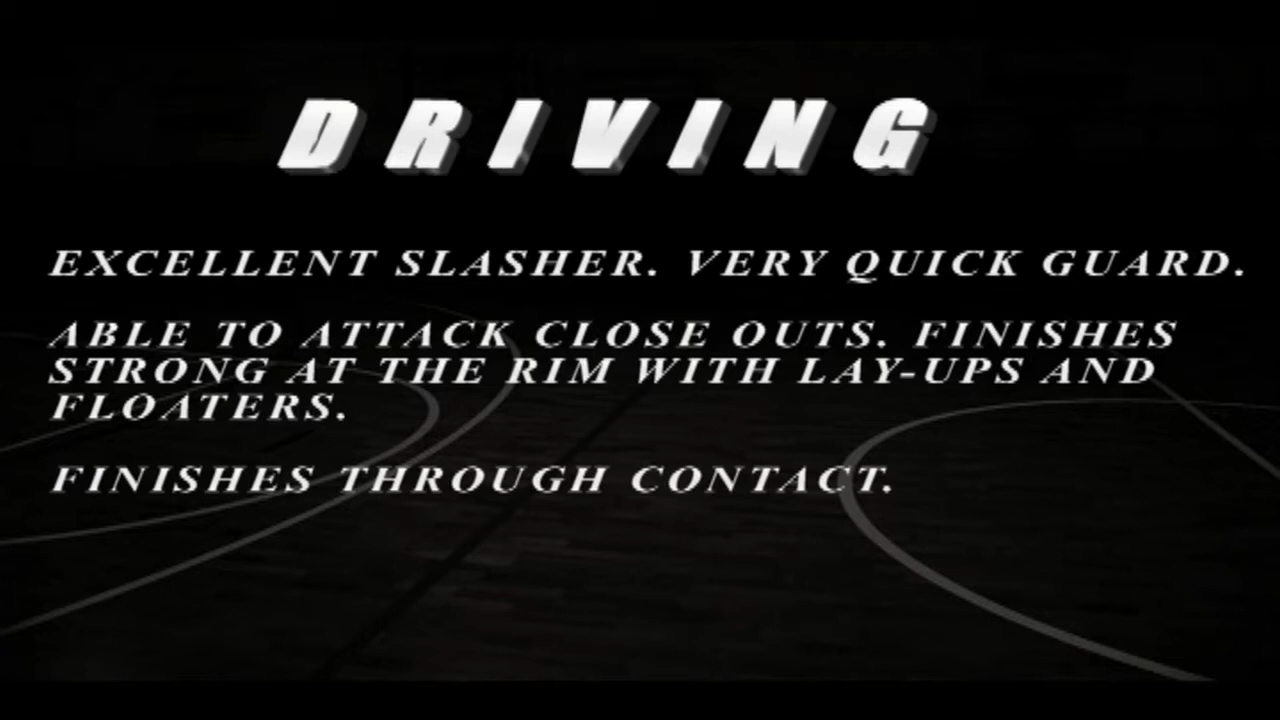 DRIVING
EXCELLENT SLASHER. VERY QUICK GUARD.
ABLE TO ATTACK CLOSE OUTS. FINISHES
STRONG AT THE RIM WITH LAY-UPS AND
FLOATERS.
FINISHES THROUGH CONTACT.